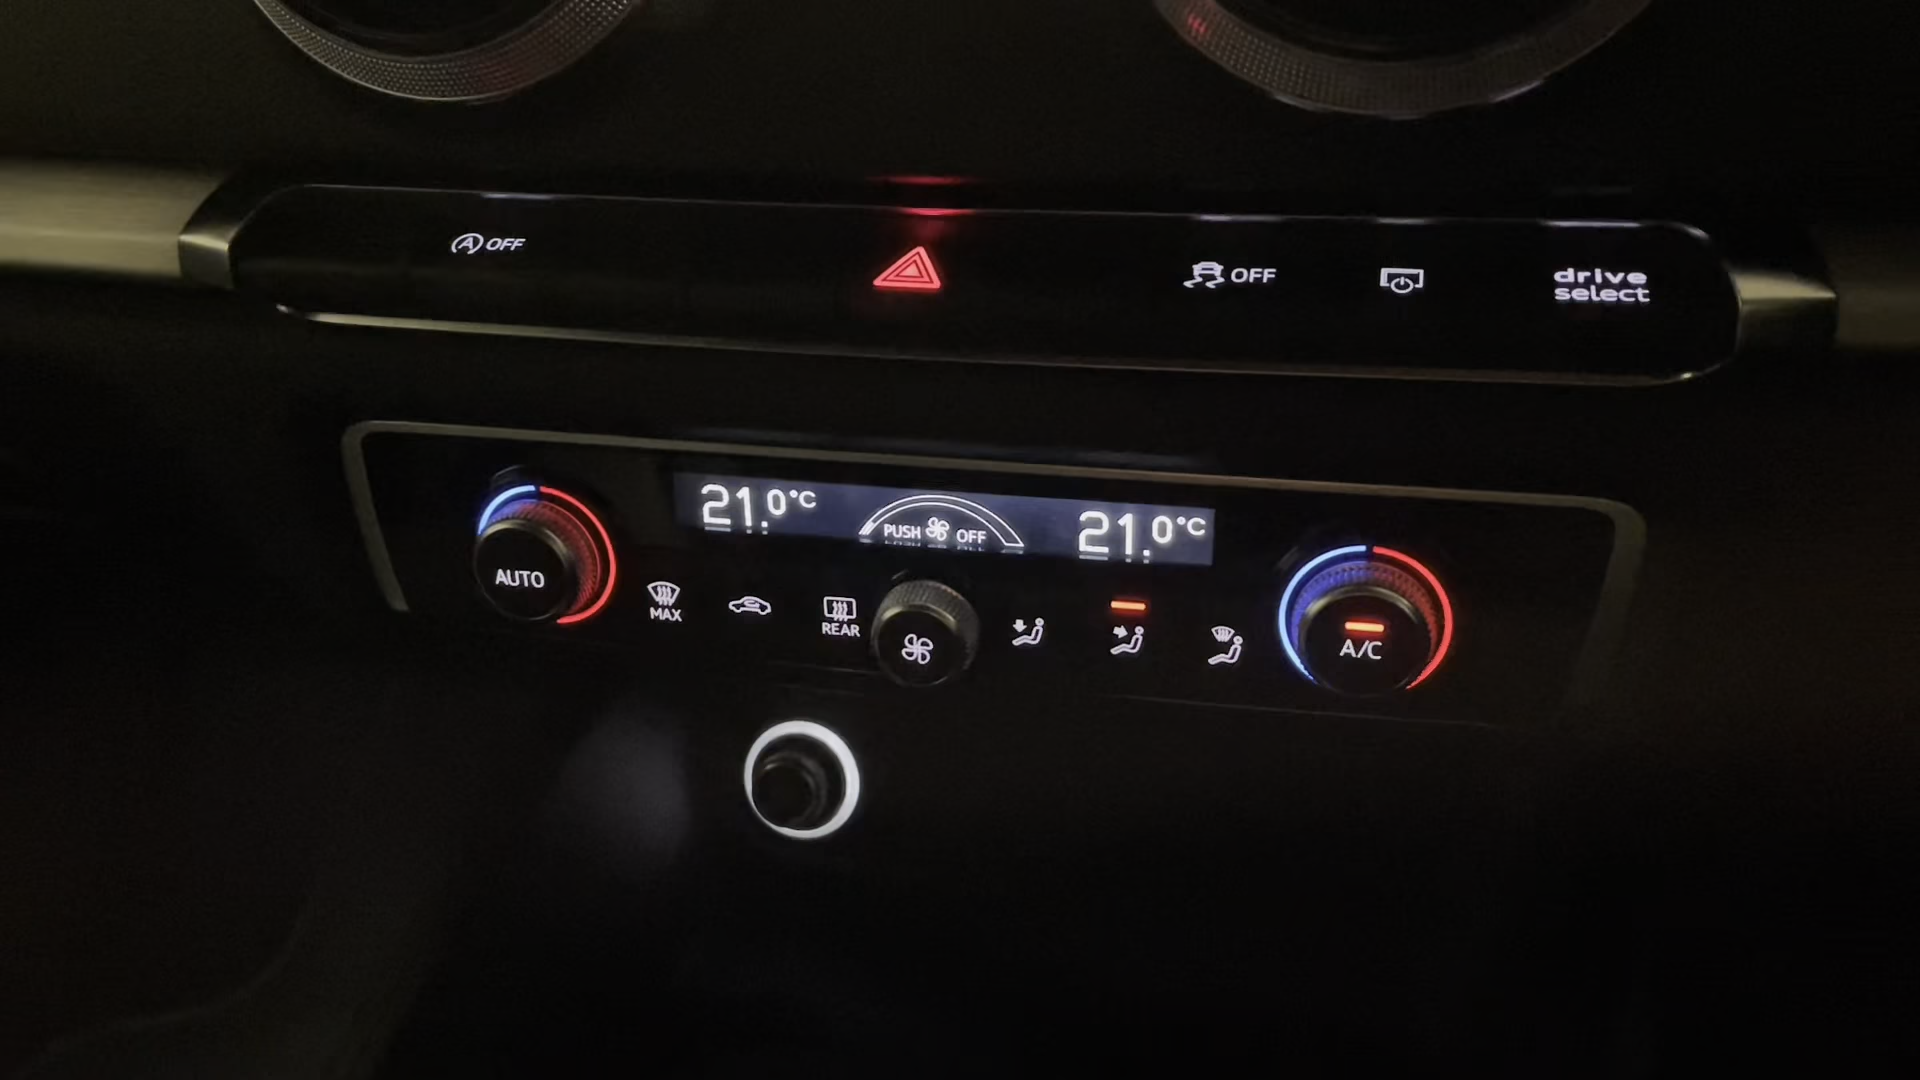 A OFF
OFF
drive
select
21.0°C
PUSH OFF
21.0°C
AUTO
MAX
REAR
A/C